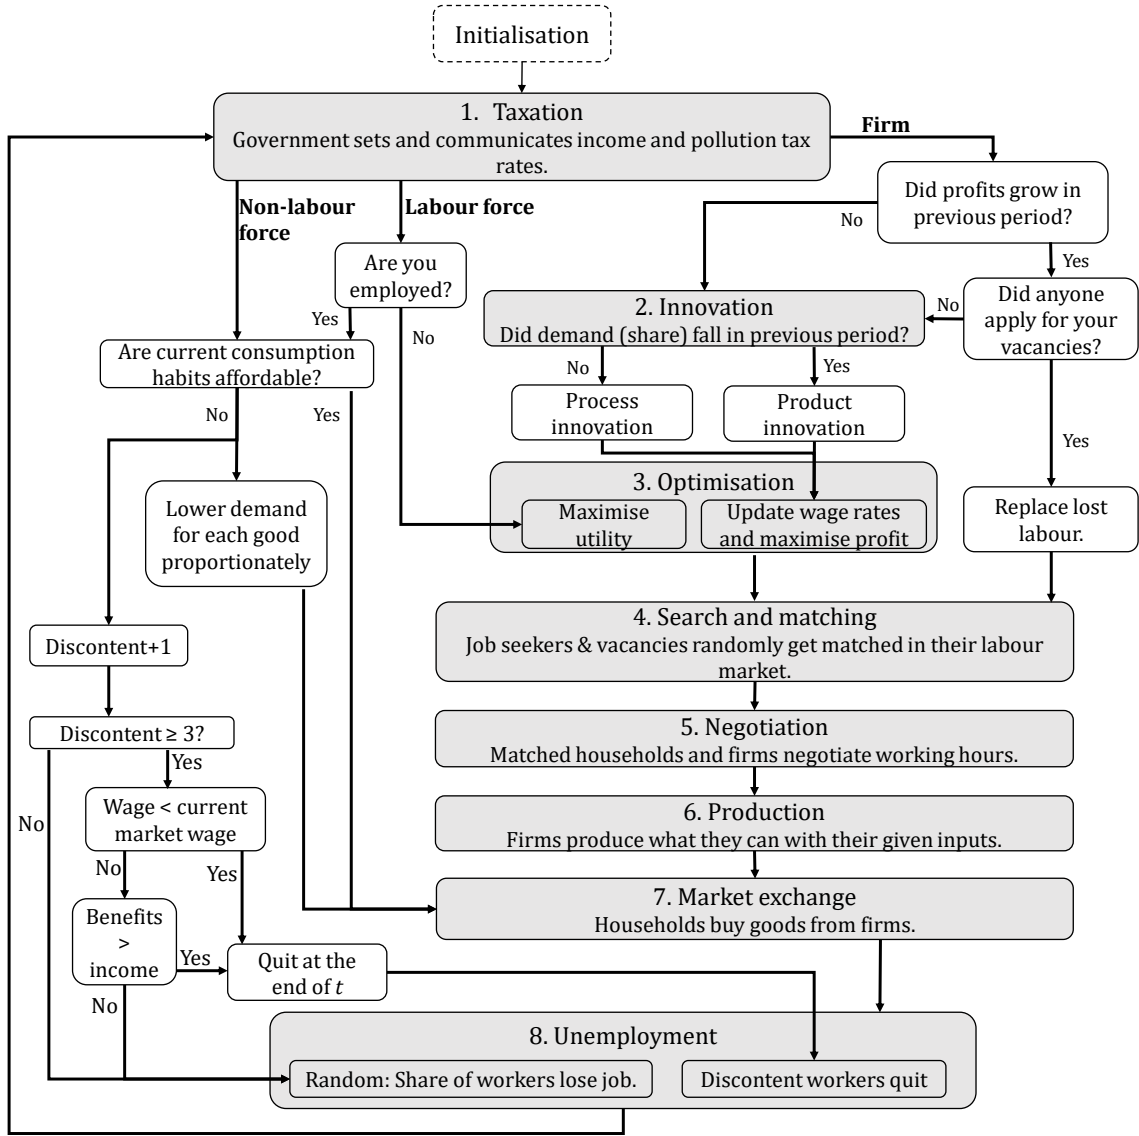 Initialisation
1. Taxation
Government sets and communicates income and pollution tax
rates.
Firm
Non-labour
force
Labour force
Did profits grow in
previous period?
No
Yes
Are you
employed?
Yes
No
2. Innovation
Did demand (share) fall in previous period?
No
Did anyone
apply for your
vacancies?
Are current consumption
habits affordable?
No
Yes
No
Yes
Process
innovation
Product
innovation
Yes
Lower demand
for each good
proportionately
3. Optimisation
Maximise
utility
Update wage rates
and maximise profit
Replace lost
labour.
4. Search and matching
Job seekers & vacancies randomly get matched in their labour
market.
Discontent+1
Discontent ≥ 3?
Yes
No
5. Negotiation
Matched households and firms negotiate working hours.
Wage < current
market wage
No
Yes
6. Production
Firms produce what they can with their given inputs.
7. Market exchange
Households buy goods from firms.
Benefits
>
income
Yes
No
Quit at the
end of t
8. Unemployment
Random: Share of workers lose job.
Discontent workers quit